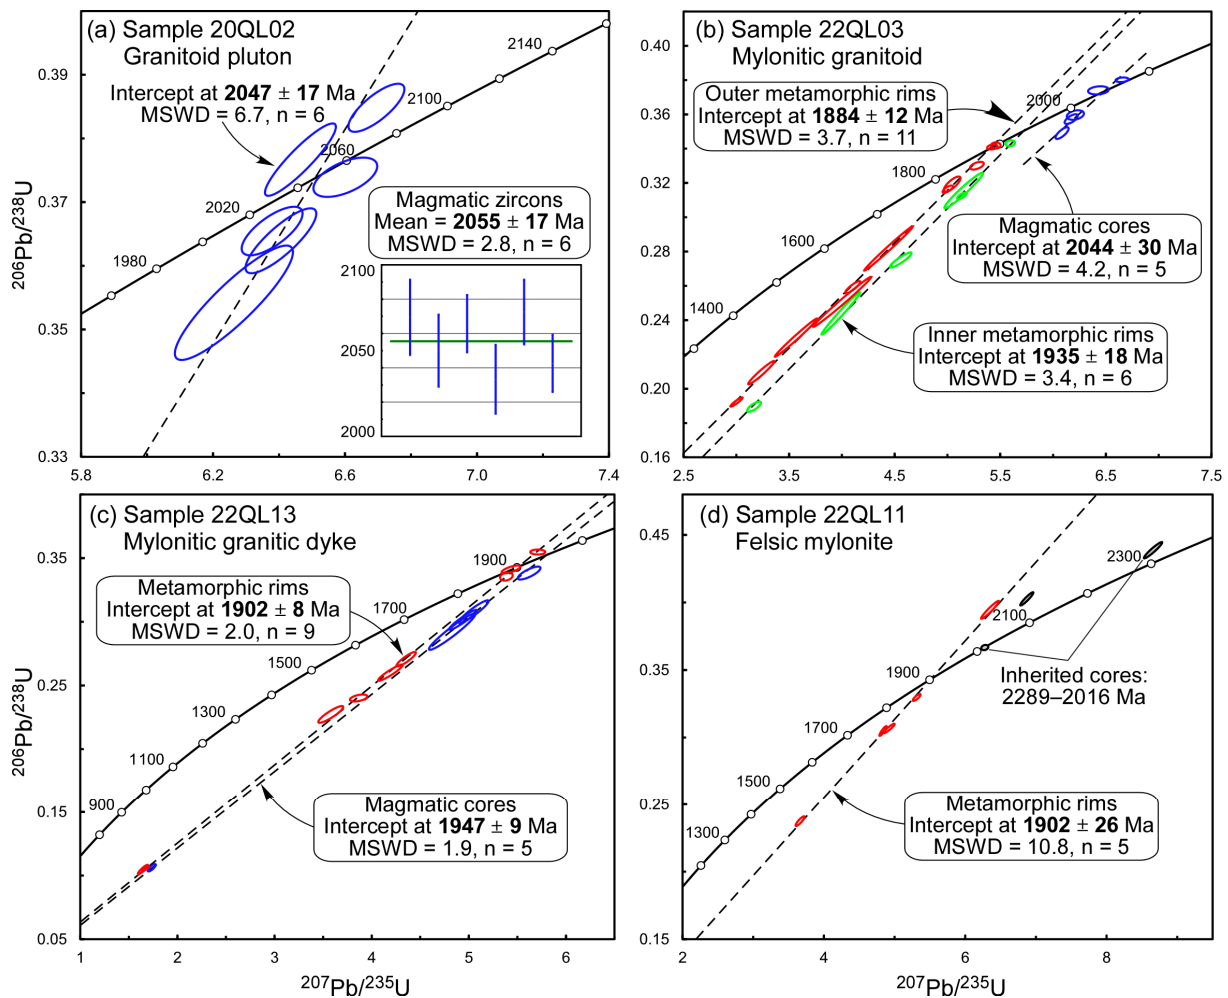 (a) Sample 20QL02
Granitoid pluton
Intercept at 2047 ± 17 Ma
MSWD = 6.7, n = 6
2140
2100
2060
2020
1980
Magmatic zircons
Mean = 2055 ± 17 Ma
MSWD = 2.8, n = 6
2100
2050
2000
0.39
0.37
0.35
0.33
206Pb/238U
5.8 6.2 6.6 7.0 7.4
(b) Sample 22QL03
Mylonitic granitoid
Outer metamorphic rims
Intercept at 1884 ± 12 Ma
MSWD = 3.7, n = 11
2000
1800
1600
1400
Magmatic cores
Intercept at 2044 ± 30 Ma
MSWD = 4.2, n = 5
Inner metamorphic rims
Intercept at 1935 ± 18 Ma
MSWD = 3.4, n = 6
0.40
0.36
0.32
0.28
0.24
0.20
0.16
2.5 3.5 4.5 5.5 6.5 7.5
(c) Sample 22QL13
Mylonitic granitic dyke
Metamorphic rims
Intercept at 1902 ± 8 Ma
MSWD = 2.0, n = 9
1900
1700
1500
1300
1100
900
Magmatic cores
Intercept at 1947 ± 9 Ma
MSWD = 1.9, n = 5
0.35
0.25
0.15
0.05
206Pb/238U
1 2 3 4 5 6
207Pb/235U
(d) Sample 22QL11
Felsic mylonite
2300
2100
1900
1700
1500
1300
Inherited cores:
2289–2016 Ma
Metamorphic rims
Intercept at 1902 ± 26 Ma
MSWD = 10.8, n = 5
0.45
0.35
0.25
0.15
2 4 6 8
207Pb/235U